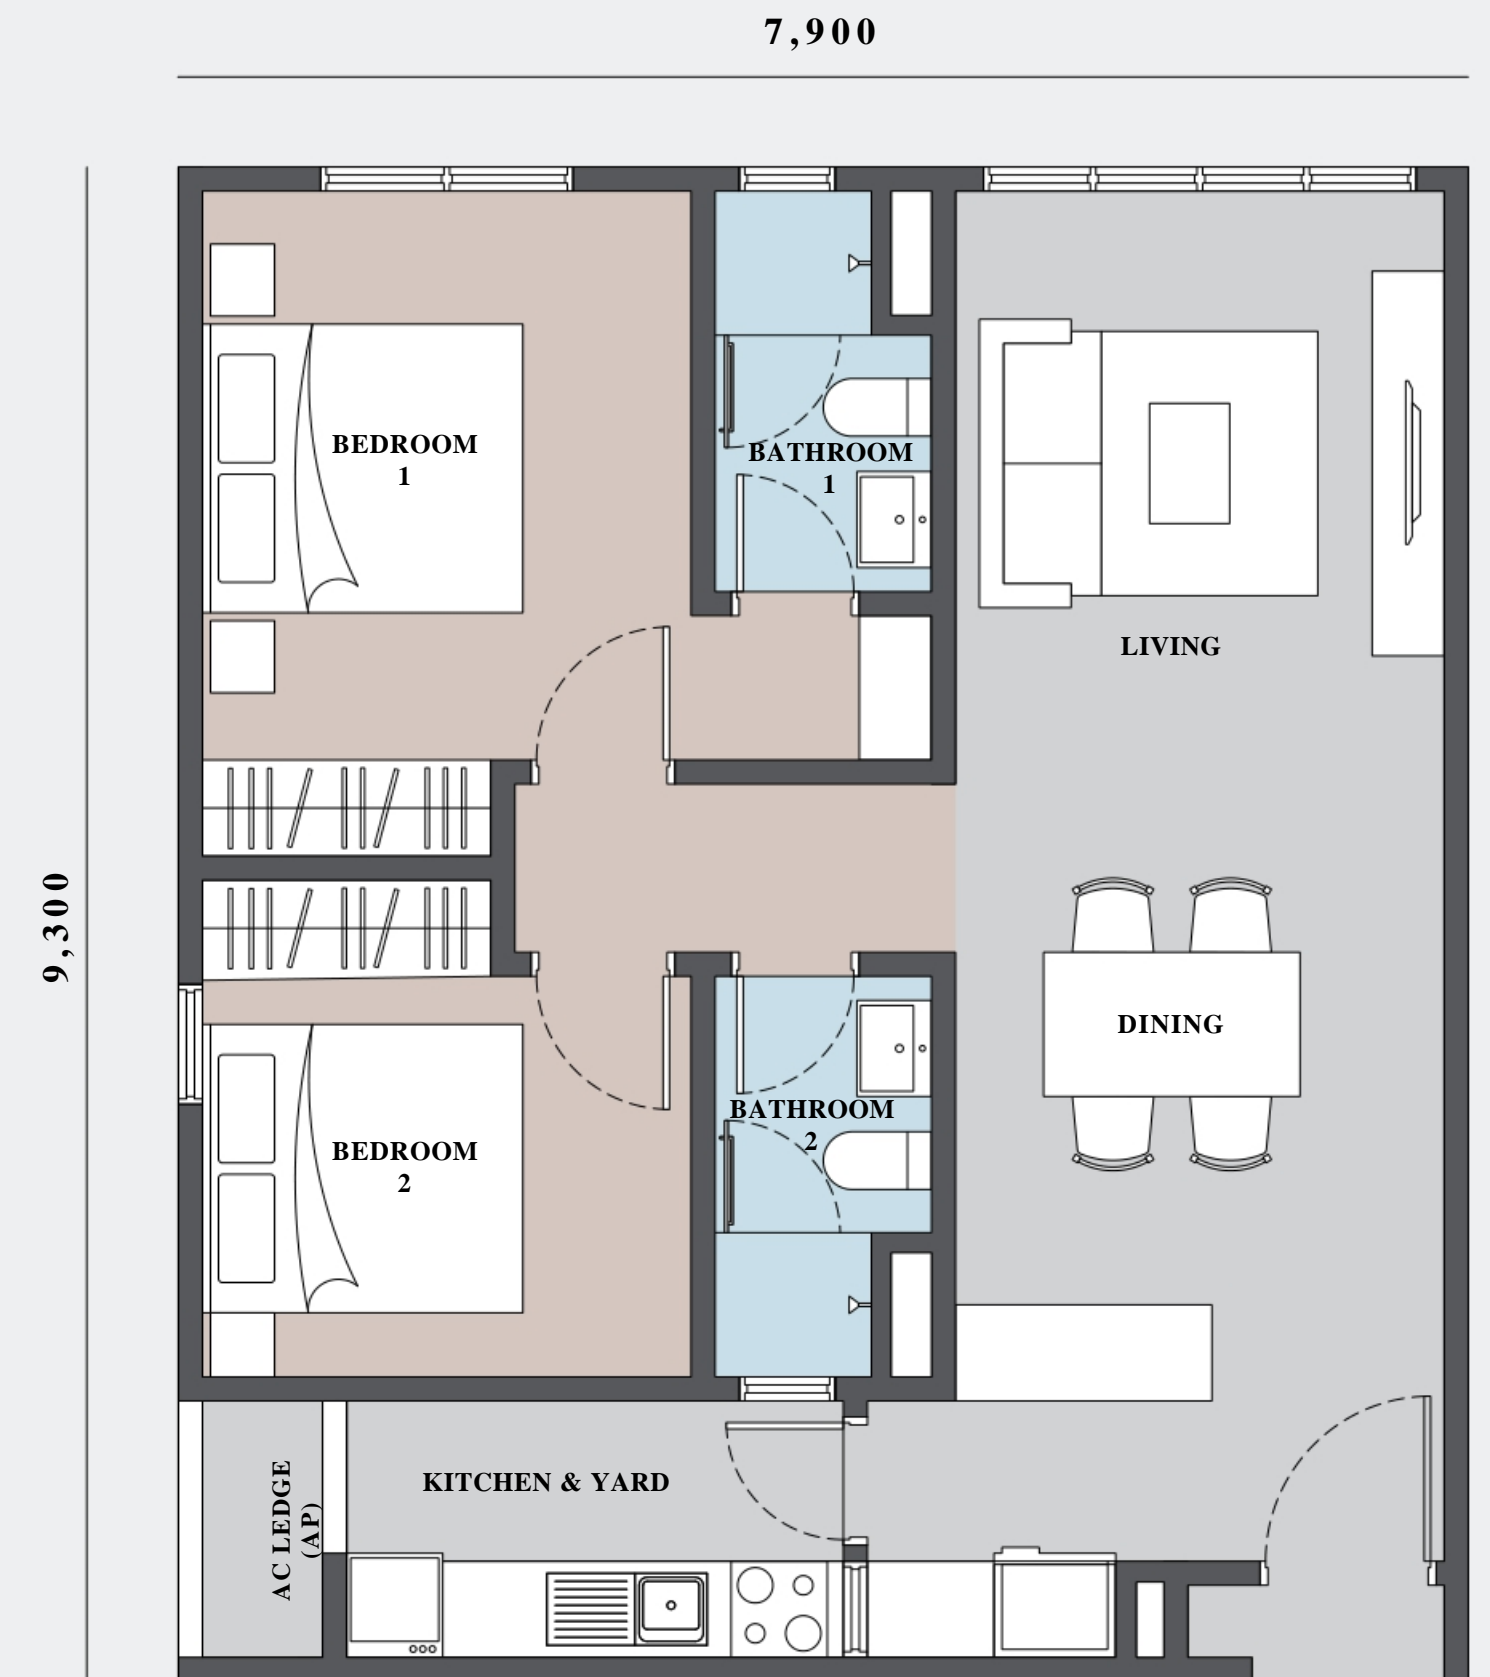 7,900
BEDROOM
1
BATHROOM
1
LIVING
9,300
DINING
BATHROOM
2
BEDROOM
2
KITCHEN & YARD
AC LEDGE
(AP)